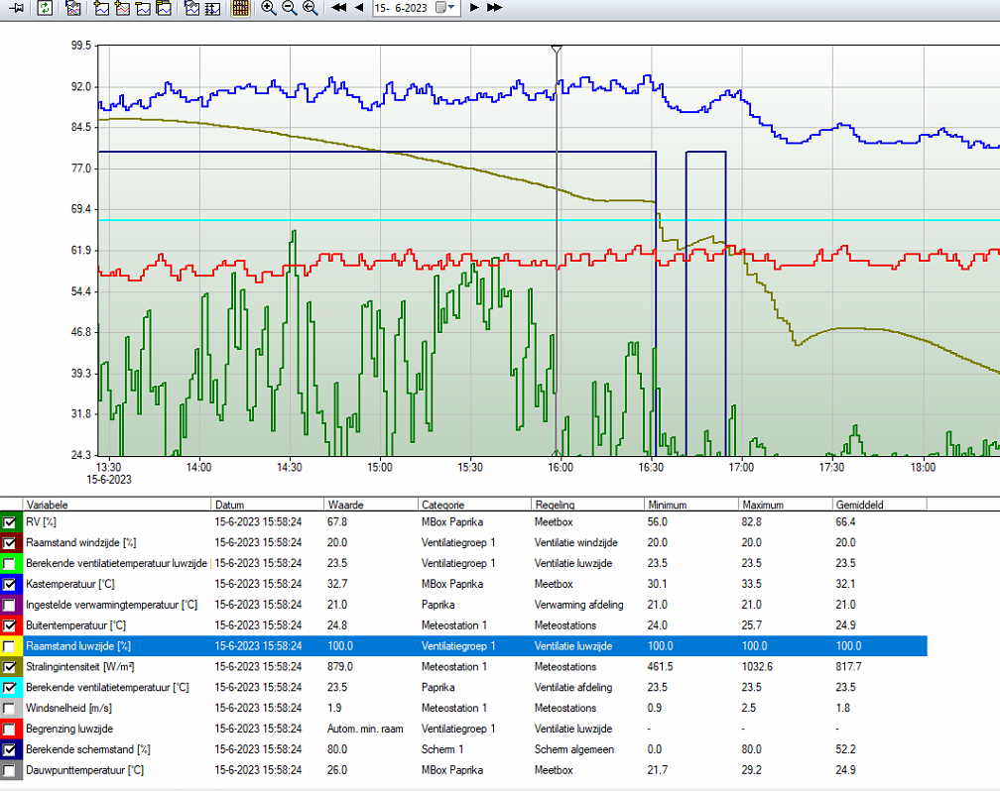 15- 6-2023
99.5
92.0
84.5
77.0
69.4
61.9
54.4
46.8
39.3
31.8
24.3
13:30 14:00 14:30 15:00 15:30 16:00 16:30 17:00 17:30 18:00
15-6-2023
Variabele Datum Waarde Categorie Regeling Minimum Maximum Gemiddeld
RV [%] 15-6-2023 15:58:24 67.8 MBox Paprika Meetbox 56.0 82.8 66.4
Raamstand windzijde [%] 15-6-2023 15:58:24 20.0 Ventilatiegroep 1 Ventilatie windzijde 20.0 20.0 20.0
Berekende ventilatietemperatuur luwzijde 15-6-2023 15:58:24 23.5 Ventilatiegroep 1 Ventilatie luwzijde 23.5 23.5 23.5
Kastemperatuur [°C] 15-6-2023 15:58:24 32.7 MBox Paprika Meetbox 30.1 33.5 32.1
Ingestelde verwarmingtemperatuur [°C] 15-6-2023 15:58:24 21.0 Paprika Verwarming afdeling 21.0 21.0 21.0
Buitentemperatuur [°C] 15-6-2023 15:58:24 24.8 Meteostation 1 Meteostations 24.0 25.7 24.9
Raamstand luwzijde [%] 15-6-2023 15:58:24 100.0 Ventilatiegroep 1 Ventilatie luwzijde 100.0 100.0 100.0
Stralingintensiteit [W/m²] 15-6-2023 15:58:24 879.0 Meteostation 1 Meteostations 461.5 1032.6 817.7
Berekende ventilatietemperatuur [°C] 15-6-2023 15:58:24 23.5 Paprika Ventilatie afdeling 23.5 23.5 23.5
Windsnelheid [m/s] 15-6-2023 15:58:24 1.9 Meteostation 1 Meteostations 0.9 2.5 1.8
Begrenzing luwzijde 15-6-2023 15:58:24 Autom. min. raam Ventilatiegroep 1 Ventilatie luwzijde - - -
Berekende schermstand [%] 15-6-2023 15:58:24 80.0 Scherm 1 Scherm algemeen 0.0 80.0 52.2
Dauwpunttemperatuur [°C] 15-6-2023 15:58:24 26.0 MBox Paprika Meetbox 21.7 29.2 24.9